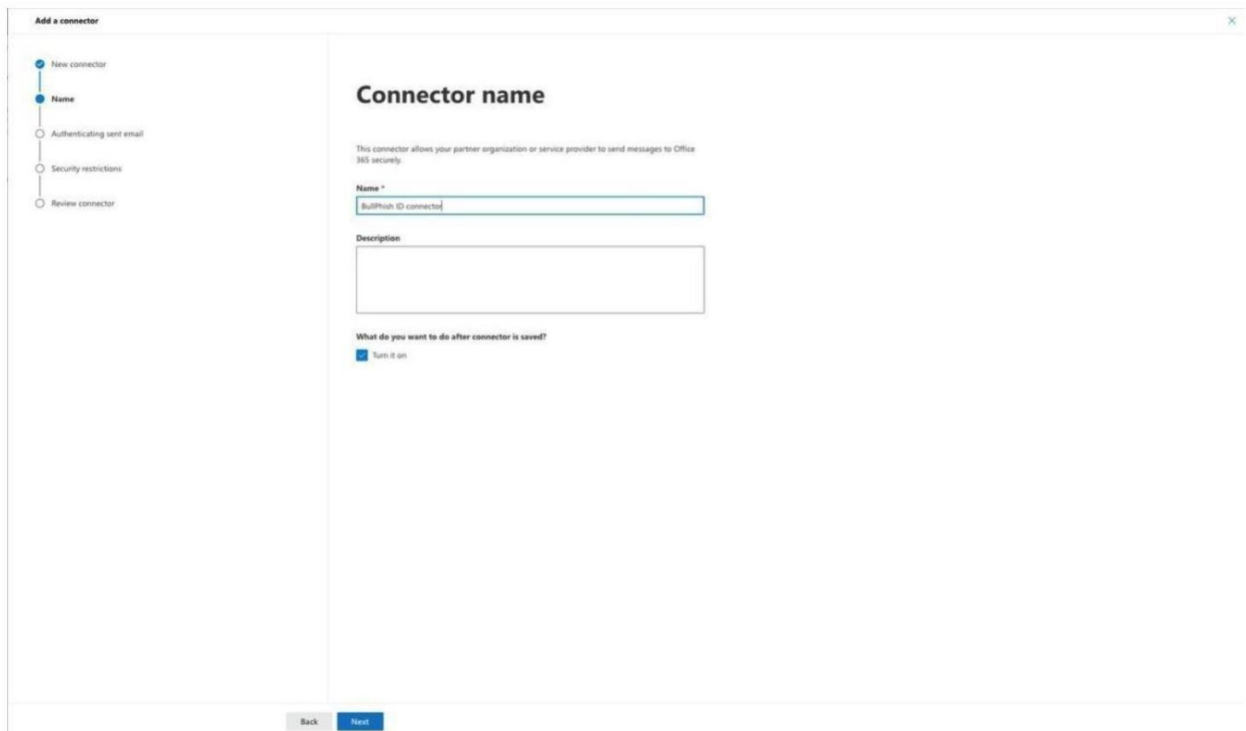 Add a connector
New connector
Name
Authenticating sent email
Security restrictions
Review connector
Connector name
This connector allows your partner organization or service provider to send messages to Office
365 securely.
Name *
BullPhish ID connector
Description
What do you want to do after connector is saved?
Turn it on
Back
Next